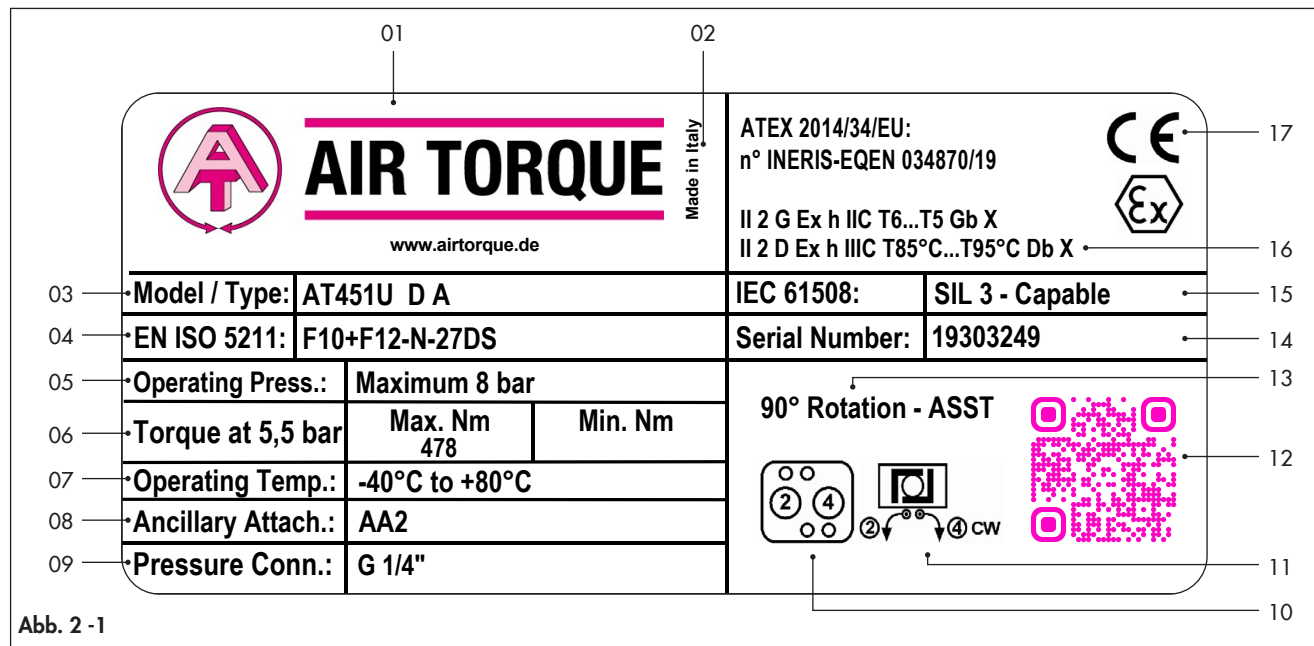 01
02
AT
AIR TORQUE
Made in Italy
www.airtorque.de
ATEX 2014/34/EU:
n° INERIS-EQEN 034870/19
CE
Ex
17
II 2 G Ex h IIC T6...T5 Gb X
II 2 D Ex h IIIC T85°C...T95°C Db X
16
03
Model / Type: AT451U D A
IEC 61508: SIL 3 - Capable
15
04
EN ISO 5211: F10+F12-N-27DS
Serial Number: 19303249
14
05
Operating Press.: Maximum 8 bar
06
Torque at 5,5 bar
Max. Nm
478
Min. Nm
07
Operating Temp.: -40°C to +80°C
08
Ancillary Attach.: AA2
09
Pressure Conn.: G 1/4"
90° Rotation - ASST
13
12
2 4
2 4 CW
11
10
Abb. 2 -1